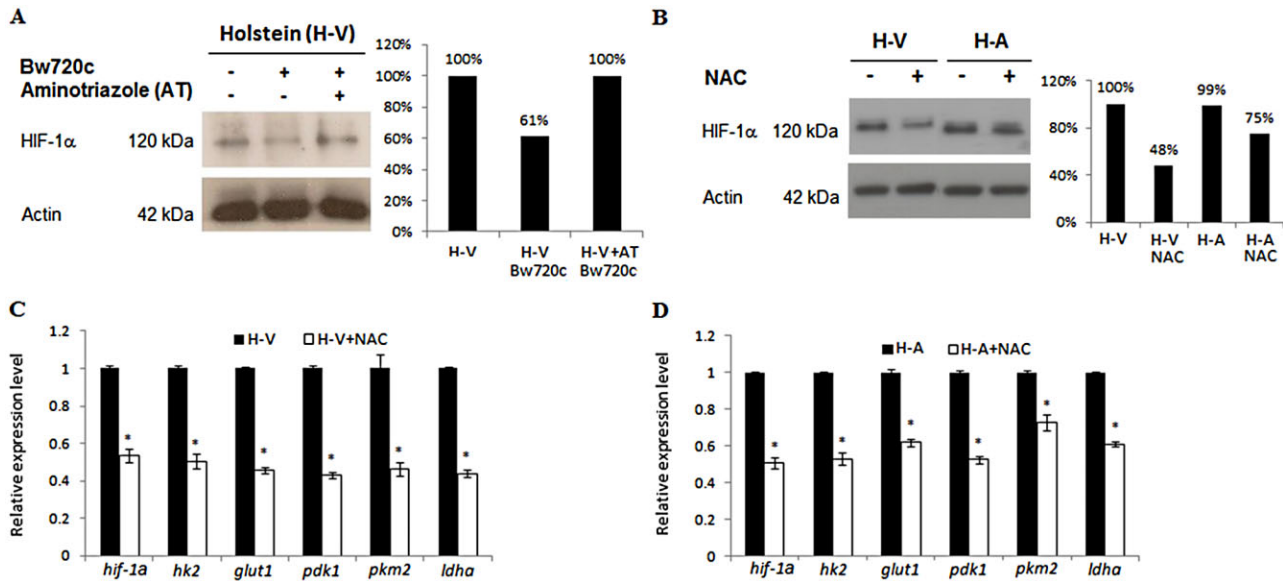 A
Holstein (H-V)
Bw720c - + +
Aminotriazole (AT) - - +
HIF-1α 120 kDa
Actin 42 kDa
100%
80%
60%
40%
20%
0%
100%
61%
100%
H-V
H-V Bw720c
H-V+AT Bw720c
B
H-V H-A
NAC - + - +
HIF-1α 120 kDa
Actin 42 kDa
120%
80%
40%
0%
100%
48%
99%
75%
H-V
H-V NAC
H-A
H-A NAC
C
H-V H-V+NAC
Relative expression level
1.2
1
0.8
0.6
0.4
0.2
0
* * * * * *
hif-1a hk2 glut1 pdk1 pkm2 ldha
D
H-A H-A+NAC
Relative expression level
1.2
1
0.8
0.6
0.4
0.2
0
* * * * * *
hif-1a hk2 glut1 pdk1 pkm2 ldha